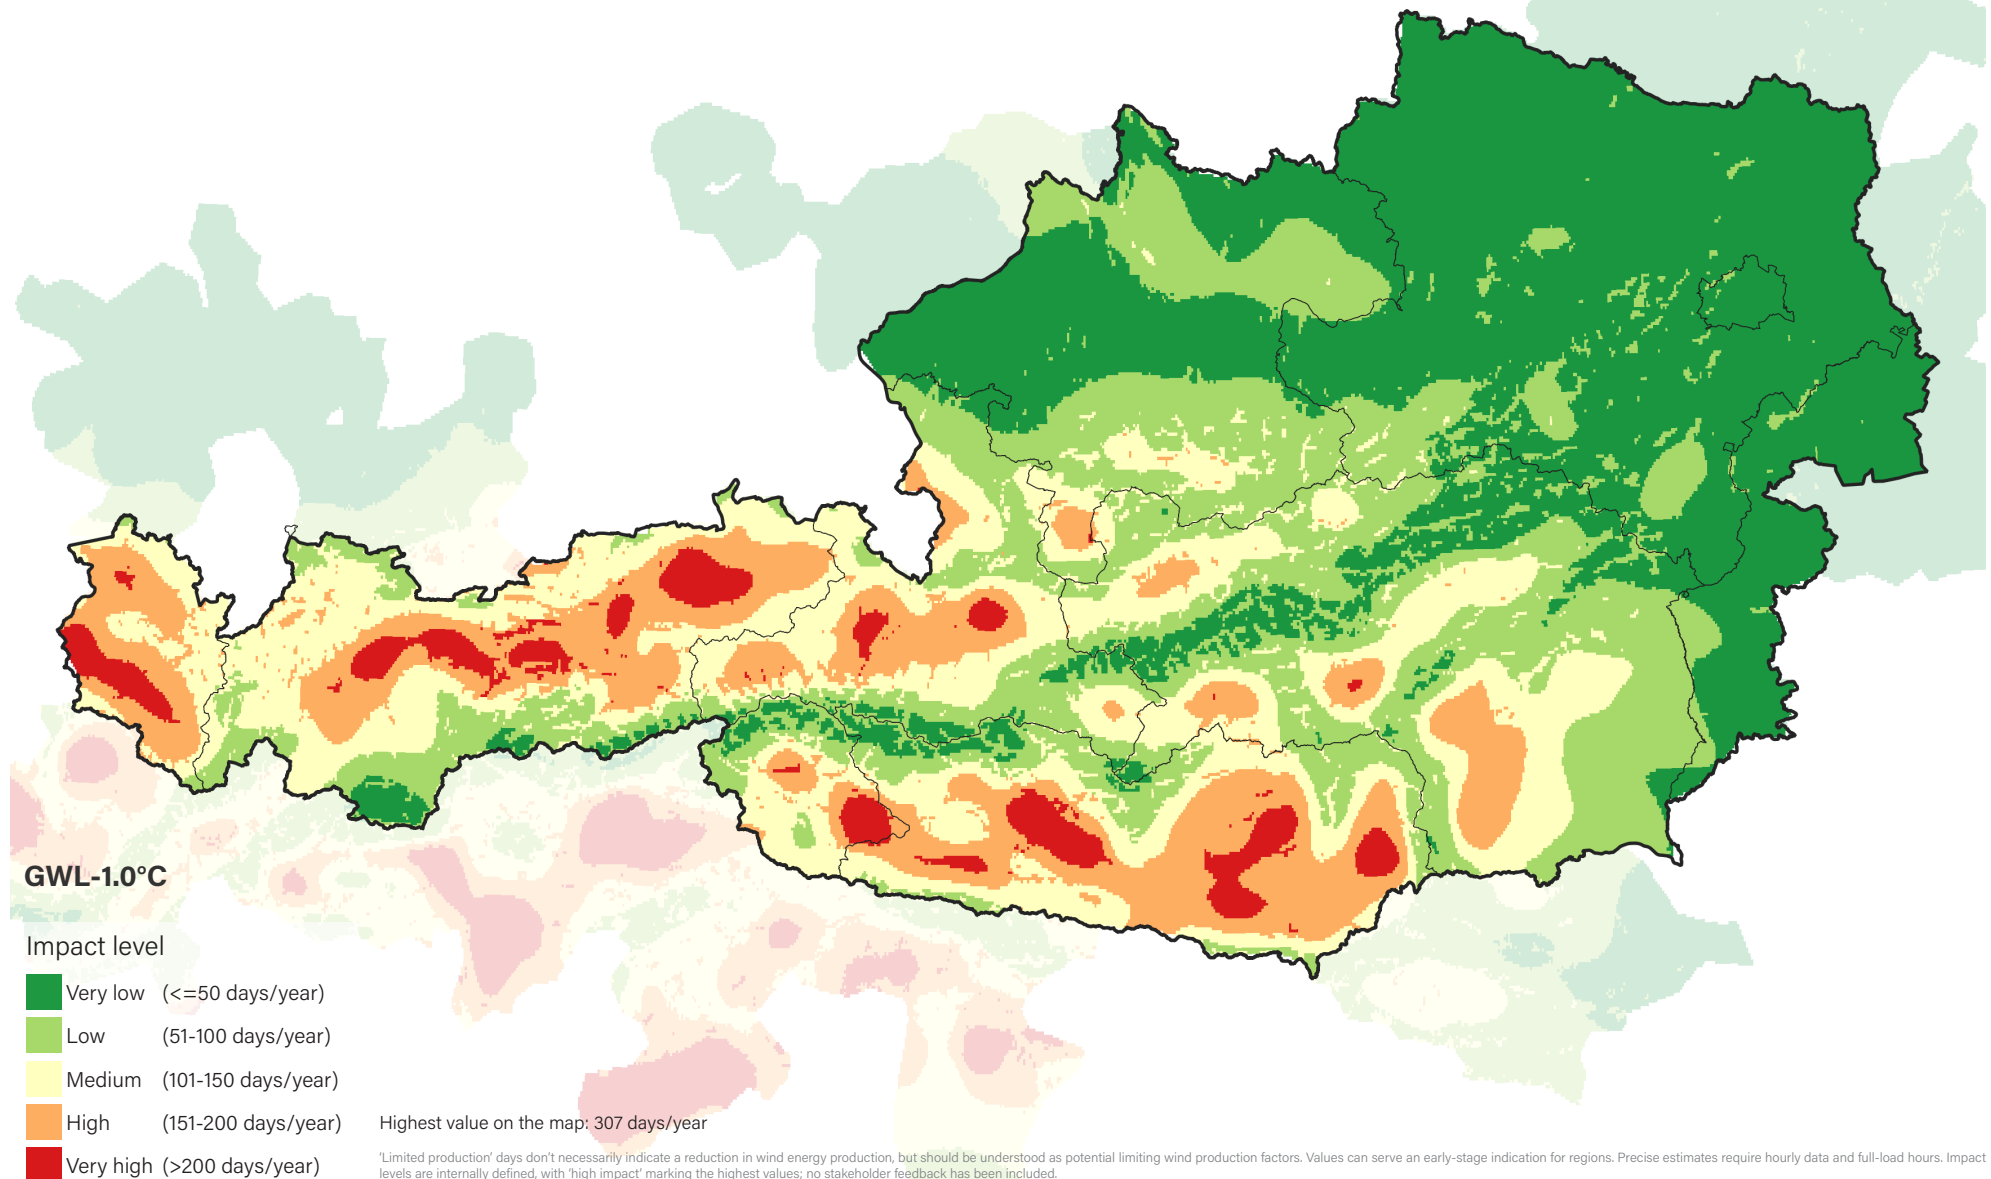 GWL-1.0°C
Impact level
Very low (<=50 days/year)
Low (51-100 days/year)
Medium (101-150 days/year)
High (151-200 days/year)
Very high (>200 days/year)
Highest value on the map: 307 days/year
'Limited production' days don't necessarily indicate a reduction in wind energy production, but should be understood as potential limiting wind production factors. Values can serve an early-stage indication for regions. Precise estimates require hourly data and full-load hours. Impact
levels are internally defined, with 'high impact' marking the highest values; no stakeholder feedback has been included.